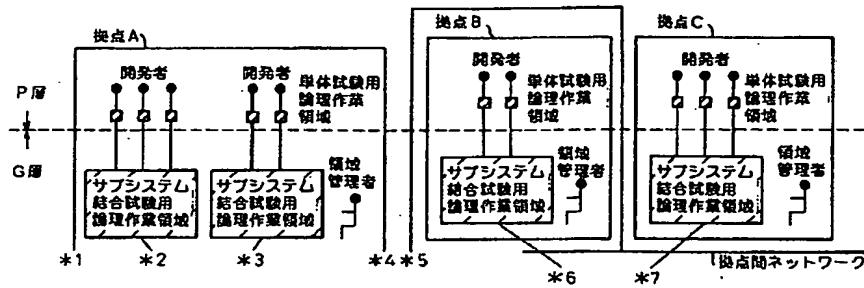 拠点A
開発者
開発者
単体試験用
論理作業
領域
P層
G層
サブシステム
結合試験用
論理作業領域
サブシステム
結合試験用
論理作業領域
領域
管理者
*1
*2
*3
*4
*5
拠点B
開発者
単体試験用
論理作業
領域
サブシステム
結合試験用
論理作業領域
領域
管理者
*6
拠点C
開発者
単体試験用
論理作業
領域
サブシステム
結合試験用
論理作業領域
領域
管理者
*7
拠点間ネットワーク